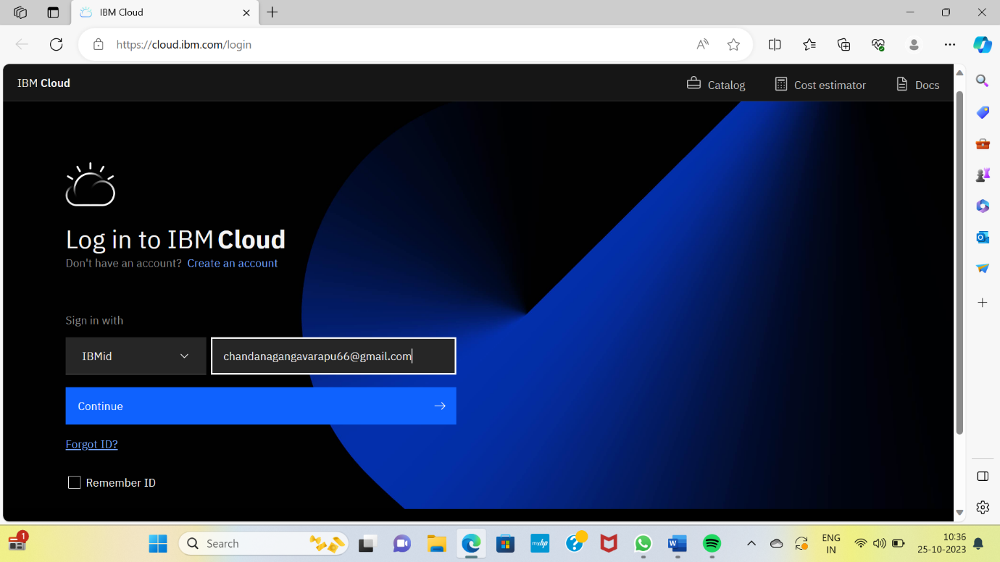 IBM Cloud
https://cloud.ibm.com/login
IBM Cloud
Catalog
Cost estimator
Docs
Log in to IBM Cloud
Don't have an account? Create an account
Sign in with
IBMid
chandanagangavarapu66@gmail.com
Continue
Forgot ID?
Remember ID
1
Search
myhp
ENG
IN
10:36
25-10-2023